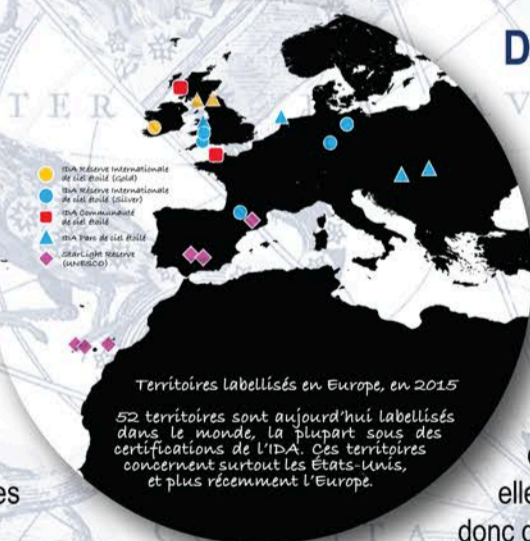 D
TER
AV
IDA Réserve Internationale
de ciel étoilé (Gold)
IDA Réserve Internationale
de ciel étoilé (Silver)
IDA Communauté
de ciel étoilé
IDA Parc de ciel étoilé
StarLight Reserve
(UNESCO)
Territoires labellisés en Europe, en 2015
52 territoires sont aujourd'hui labellisés
dans le monde, la plupart sous des
certifications de l'IDA. Ces territoires
concernent surtout les États-Unis,
et plus récemment l'Europe.
es
elle
donc d